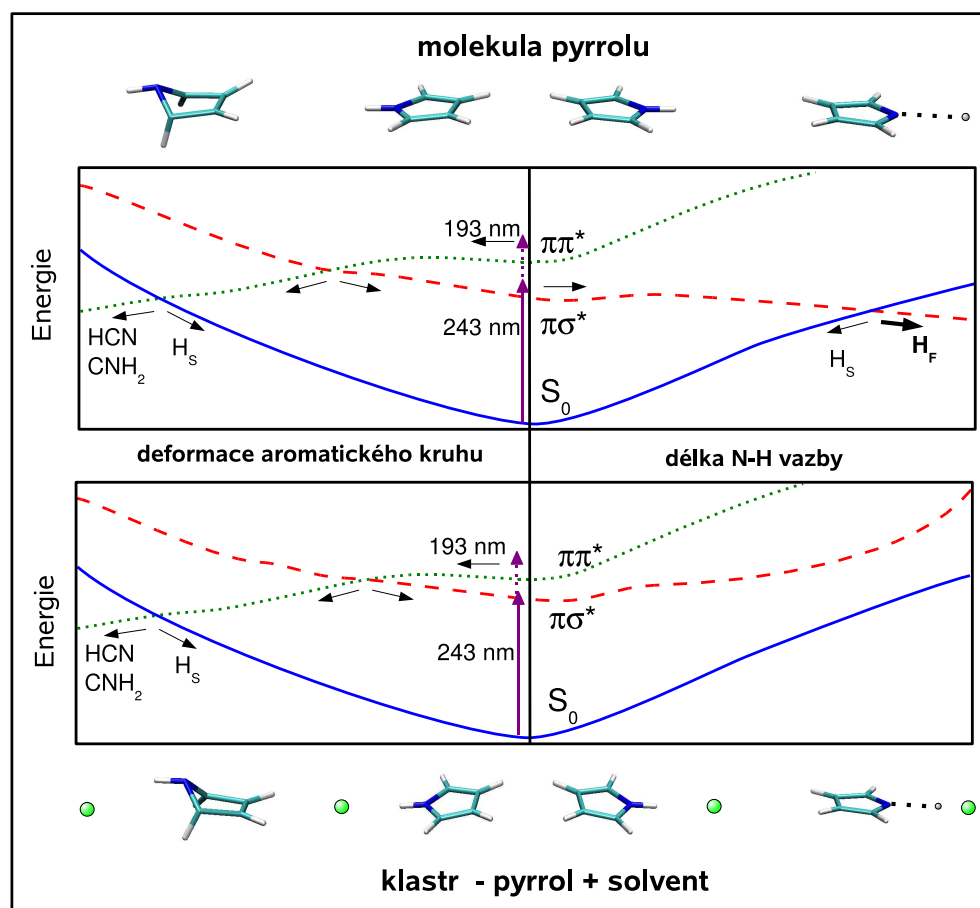 molekula pyrrolu
Energie
193 nm
ππ*
πσ*
243 nm
HCN
CNH2
HS
S0
HS
HF
deformace aromatického kruhu
délka N-H vazby
Energie
193 nm
ππ*
πσ*
243 nm
HCN
CNH2
HS
S0
klastr - pyrrol + solvent